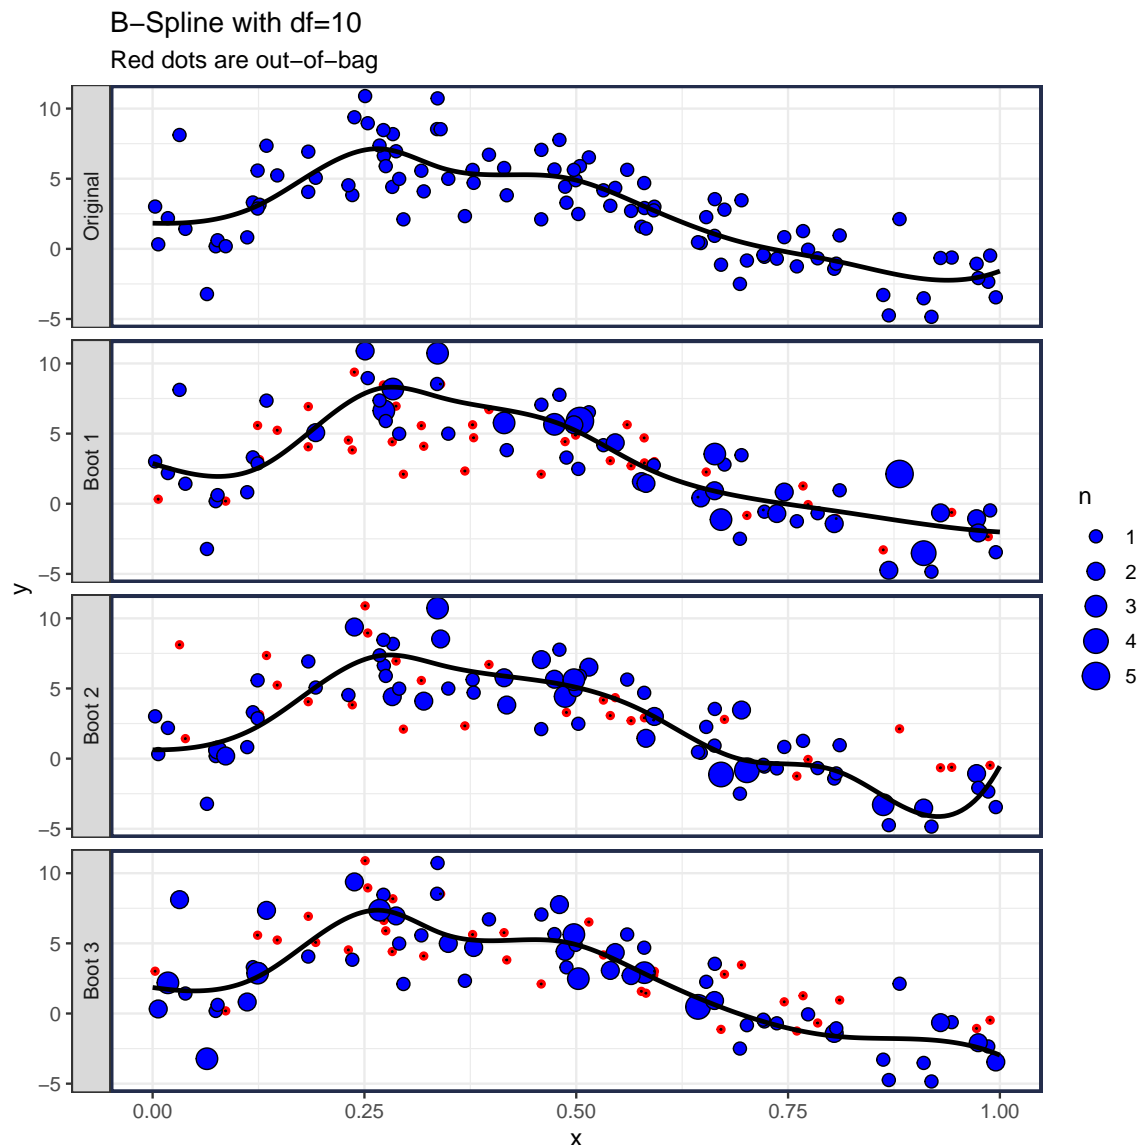 B−Spline with df=10
Red dots are out−of−bag
Original
10
5
0
−5
Boot 1
10
5
0
−5
Boot 2
10
5
0
−5
Boot 3
10
5
0
−5
y
0.00 0.25 0.50 0.75 1.00
x
n
1
2
3
4
5